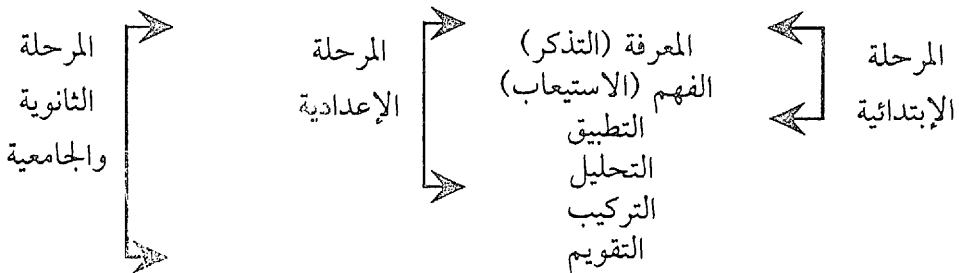 المرحلة
الإبتدائية
المعرفة (التذكر)
الفهم (الاستيعاب)
التطبيق
التحليل
التركيب
التقويم
المرحلة
الإعدادية
المرحلة
الثانوية
والجامعية